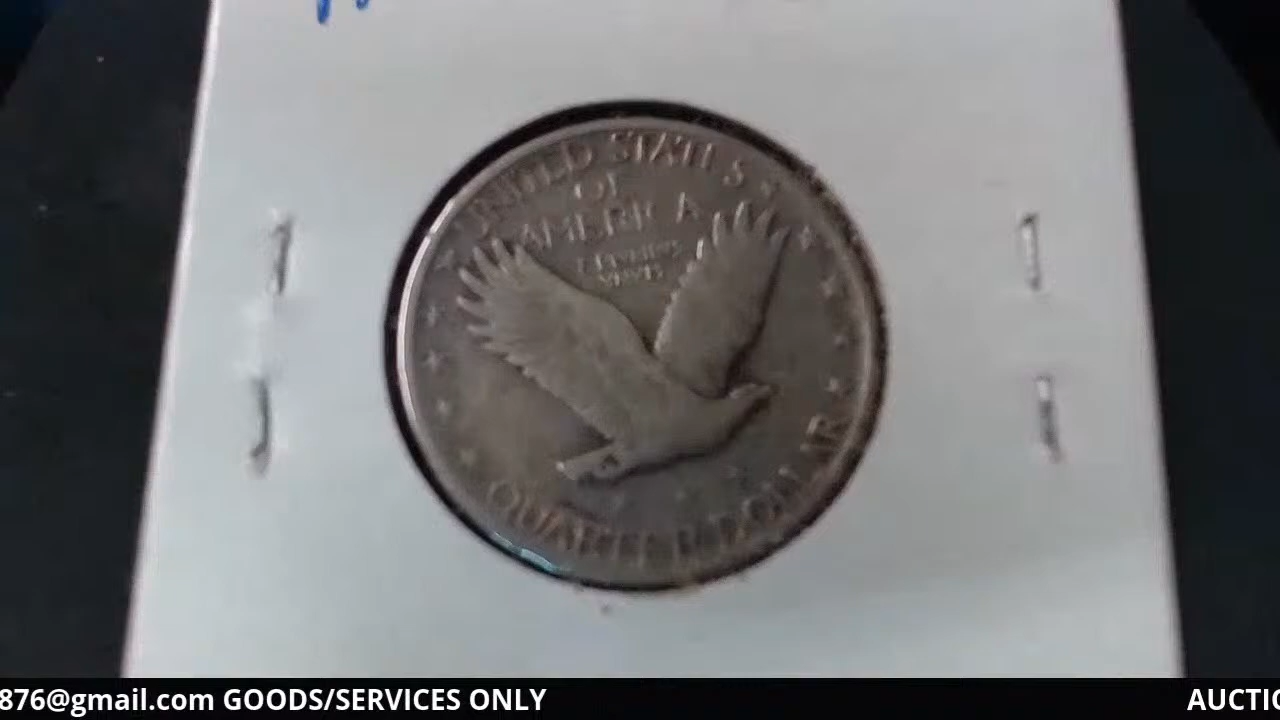 UNITED STATES
OF
AMERICA
E PLURIBUS
UNUM
QUARTER DOLLAR
876@gmail.com GOODS/SERVICES ONLY
AUCTIO